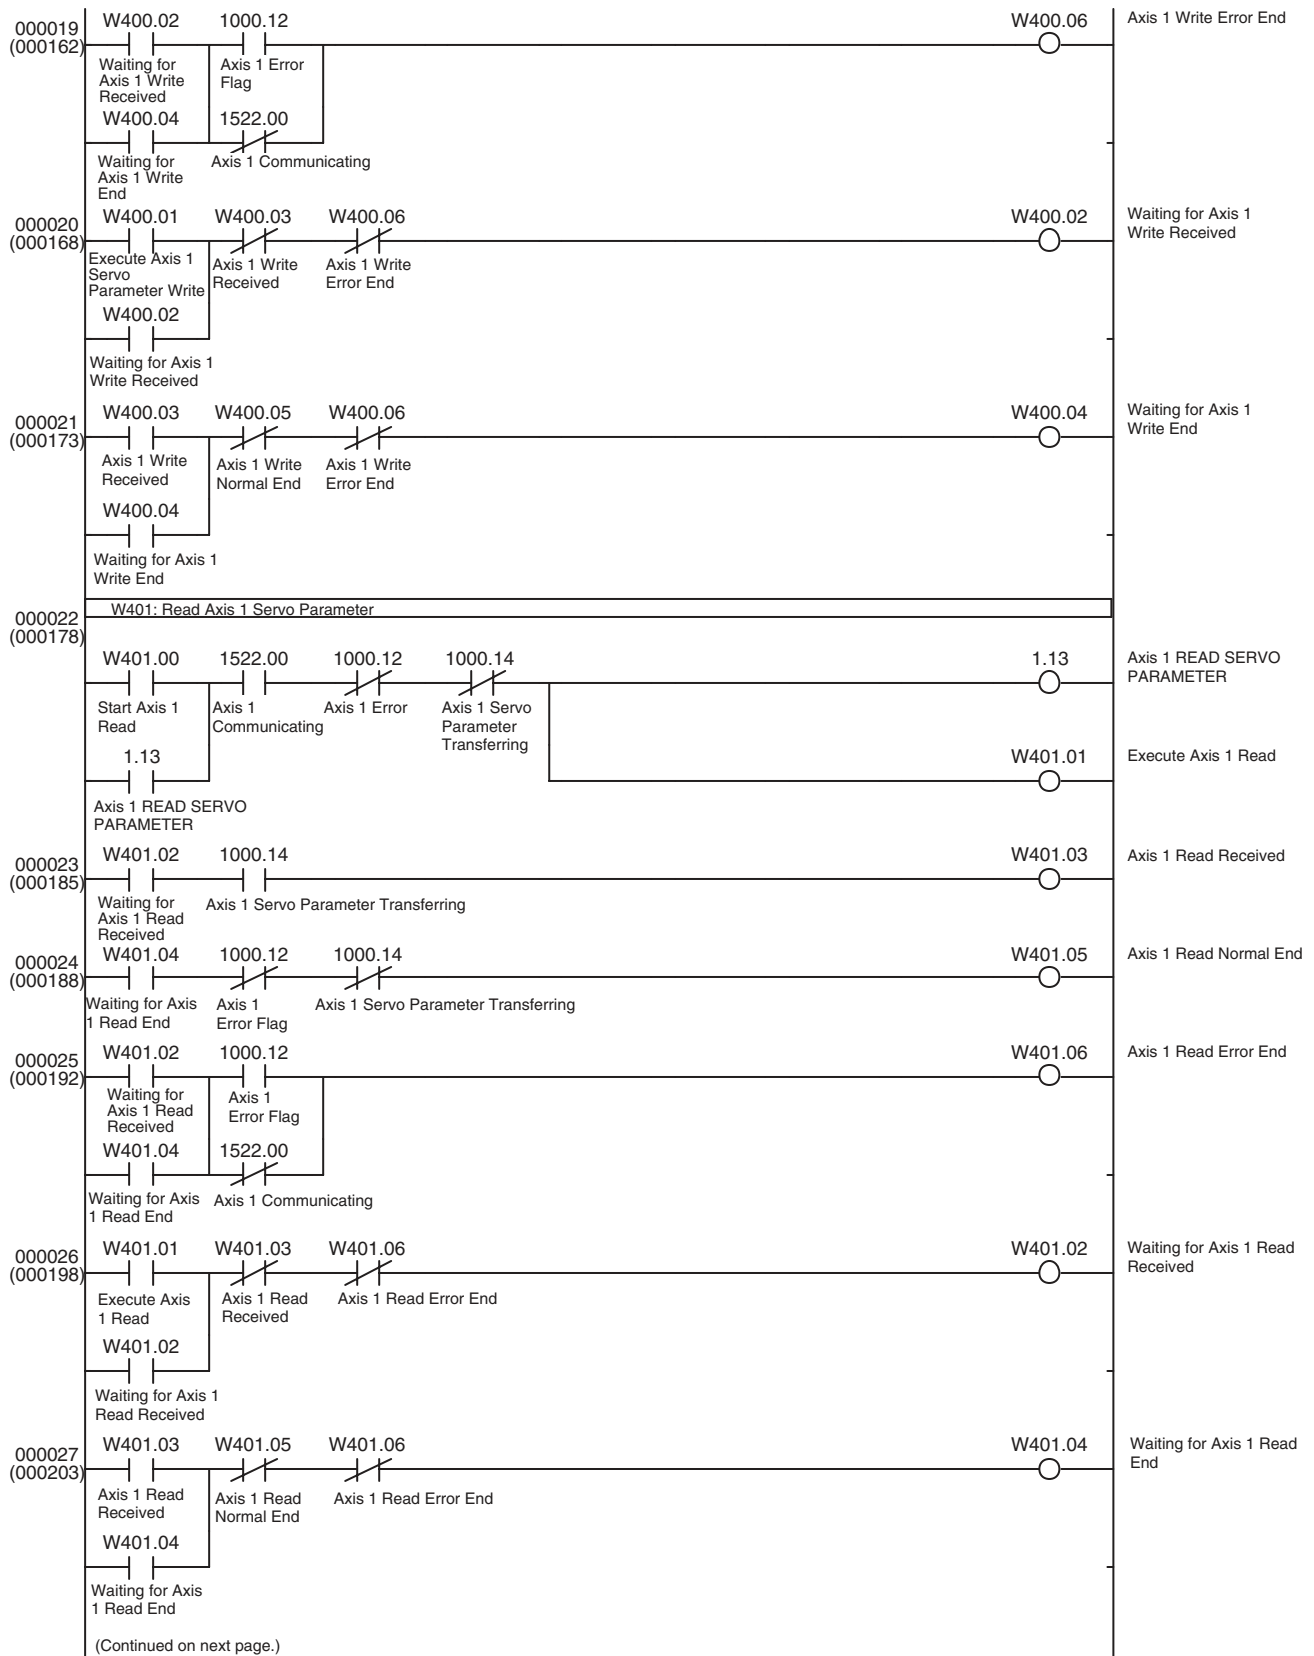 W400.02 1000.12 W400.06 Axis 1 Write Error End
000019
(000162)
Waiting for
Axis 1 Write
Received
Axis 1 Error
Flag
W400.04 1522.00
Waiting for
Axis 1 Write
End
Axis 1 Communicating
000020
(000168)
W400.01 W400.03 W400.06 W400.02
Waiting for Axis 1
Write Received
Execute Axis 1
Servo
Parameter Write
Axis 1 Write
Received
Axis 1 Write
Error End
W400.02
Waiting for Axis 1
Write Received
000021
(000173)
W400.03 W400.05 W400.06 W400.04
Waiting for Axis 1
Write End
Axis 1 Write
Received
Axis 1 Write
Normal End
Axis 1 Write
Error End
W400.04
Waiting for Axis 1
Write End
000022
(000178)
W401: Read Axis 1 Servo Parameter
W401.00 1522.00 1000.12 1000.14 1.13
Axis 1 READ SERVO
PARAMETER
Start Axis 1
Read
Axis 1
Communicating
Axis 1 Error
Axis 1 Servo
Parameter
Transferring
1.13 W401.01 Execute Axis 1 Read
Axis 1 READ SERVO
PARAMETER
000023
(000185)
W401.02 1000.14 W401.03 Axis 1 Read Received
Waiting for
Axis 1 Read
Received
Axis 1 Servo Parameter Transferring
000024
(000188)
W401.04 1000.12 1000.14 W401.05 Axis 1 Read Normal End
Waiting for Axis
1 Read End
Axis 1
Error Flag
Axis 1 Servo Parameter Transferring
000025
(000192)
W401.02 1000.12 W401.06 Axis 1 Read Error End
Waiting for
Axis 1 Read
Received
Axis 1
Error Flag
W401.04 1522.00
Waiting for Axis
1 Read End
Axis 1 Communicating
000026
(000198)
W401.01 W401.03 W401.06 W401.02
Waiting for Axis 1 Read
Received
Execute Axis
1 Read
Axis 1 Read
Received
Axis 1 Read Error End
W401.02
Waiting for Axis 1
Read Received
000027
(000203)
W401.03 W401.05 W401.06 W401.04
Waiting for Axis 1 Read
End
Axis 1 Read
Received
Axis 1 Read
Normal End
Axis 1 Read Error End
W401.04
Waiting for Axis
1 Read End
(Continued on next page.)